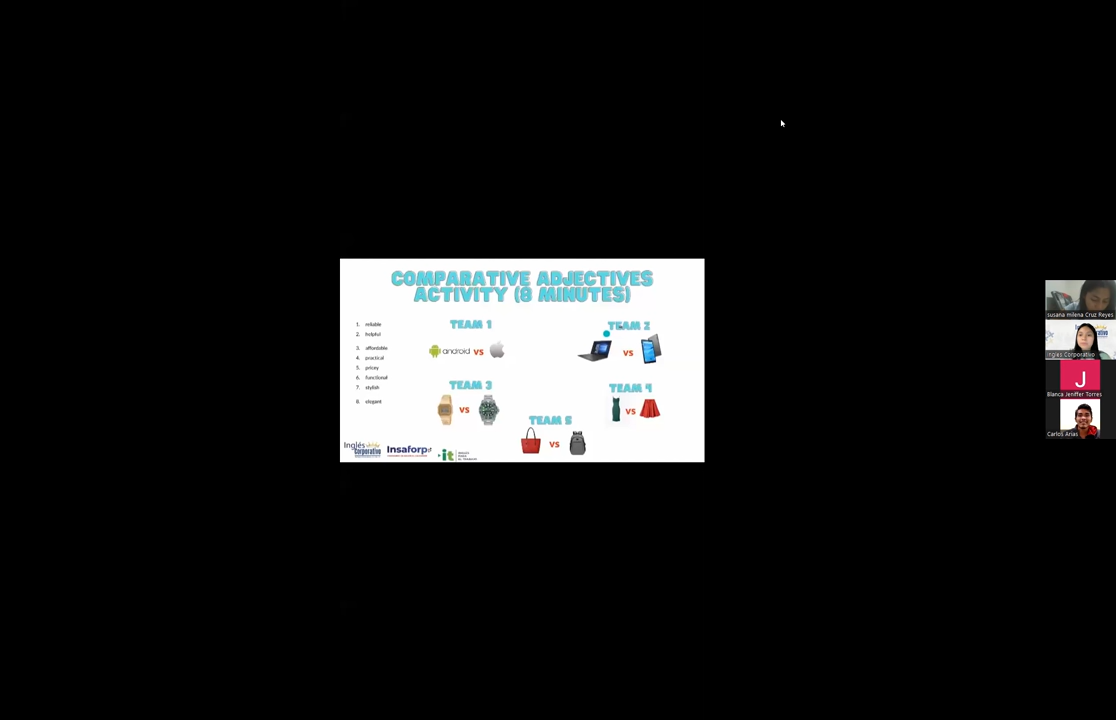 COMPARATIVE ADJECTIVES
ACTIVITY (8 MINUTES)
1. reliable
2. helpful
3. affordable
4. practical
5. pricey
6. functional
7. stylish
8. elegant
TEAM 1
android VS
TEAM 2
VS
TEAM 3
VS
TEAM 4
VS
TEAM 5
VS
Inglés
Corporativo
Insaforp
it
susana milena Cruz Reyes
Inglés Corporativo
J
Blanca Jeniffer Torres
Carlos Arias